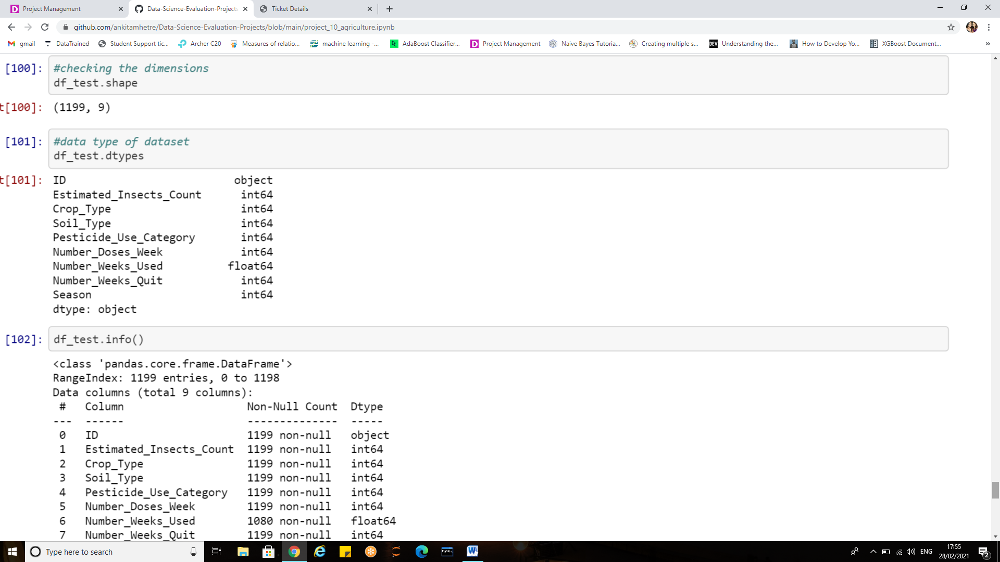 Project Management
Data-Science-Evaluation-Projects
Ticket Details
github.com/ankitamhetre/Data-Science-Evaluation-Projects/blob/main/project_10_agriculture.ipynb
gmail DataTrained Student Support tic... Archer C20 Measures of relatio... machine learning -... AdaBoost Classifier... Project Management Naive Bayes Tutoria... Creating multiple s... DEV Understanding the... How to Develop Yo... XGBoost Document... »
[100]: #checking the dimensions
df_test.shape
t[100]: (1199, 9)
[101]: #data type of dataset
df_test.dtypes
t[101]: ID object
Estimated_Insects_Count int64
Crop_Type int64
Soil_Type int64
Pesticide_Use_Category int64
Number_Doses_Week int64
Number_Weeks_Used float64
Number_Weeks_Quit int64
Season int64
dtype: object
[102]: df_test.info()
<class 'pandas.core.frame.DataFrame'>
RangeIndex: 1199 entries, 0 to 1198
Data columns (total 9 columns):
# Column Non-Null Count Dtype
--- ------ -------------- -----
0 ID 1199 non-null object
1 Estimated_Insects_Count 1199 non-null int64
2 Crop_Type 1199 non-null int64
3 Soil_Type 1199 non-null int64
4 Pesticide_Use_Category 1199 non-null int64
5 Number_Doses_Week 1199 non-null int64
6 Number_Weeks_Used 1080 non-null float64
7 Number_Weeks_Quit 1199 non-null int64
Type here to search
MySQL
ENG
17:55
28/02/2021
2